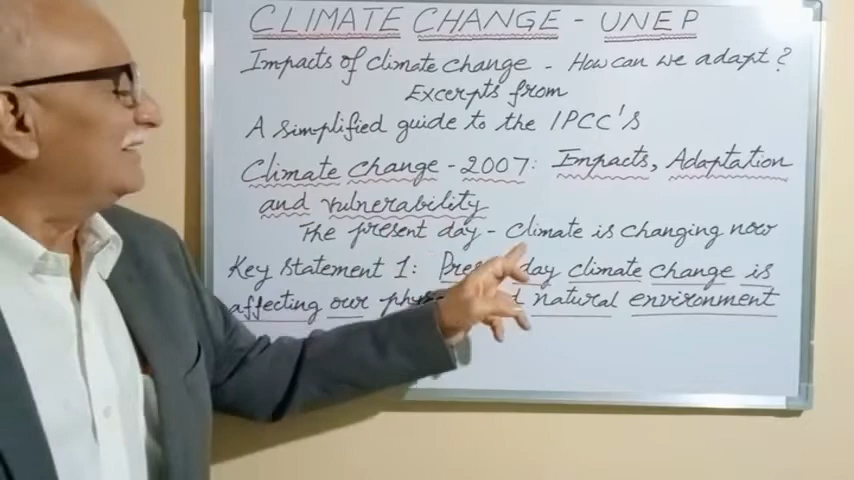 CLIMATE CHANGE - UNEP
Impacts of climate change - How can we adapt?
Excerpts from
A simplified guide to the IPCC's
Climate Change - 2007: Impacts, Adaptation
and vulnerability
The present day - climate is changing now
Key Statement 1: day climate change is
affecting our natural environment